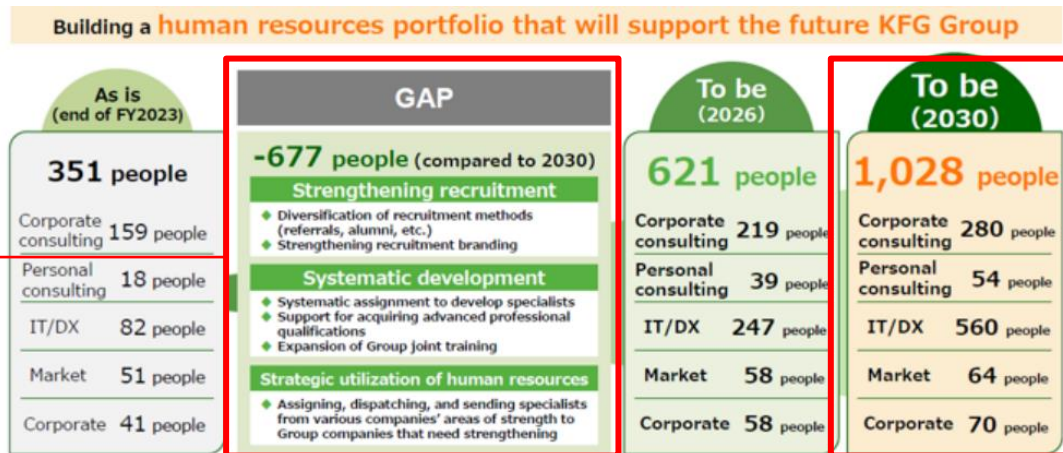 Building a human resources portfolio that will support the future KFG Group
As is
(end of FY2023)
351 people
Corporate
consulting 159 people
Personal
consulting 18 people
IT/DX 82 people
Market 51 people
Corporate 41 people
GAP
-677 people (compared to 2030)
Strengthening recruitment
◆ Diversification of recruitment methods
(referrals, alumni, etc.)
◆ Strengthening recruitment branding
Systematic development
◆ Systematic assignment to develop specialists
◆ Support for acquiring advanced professional
qualifications
◆ Expansion of Group joint training
Strategic utilization of human resources
◆ Assigning, dispatching, and sending specialists
from various companies' areas of strength to
Group companies that need strengthening
To be
(2026)
621 people
Corporate
consulting 219 people
Personal
consulting 39 people
IT/DX 247 people
Market 58 people
Corporate 58 people
To be
(2030)
1,028 people
Corporate
consulting 280 people
Personal
consulting 54 people
IT/DX 560 people
Market 64 people
Corporate 70 people